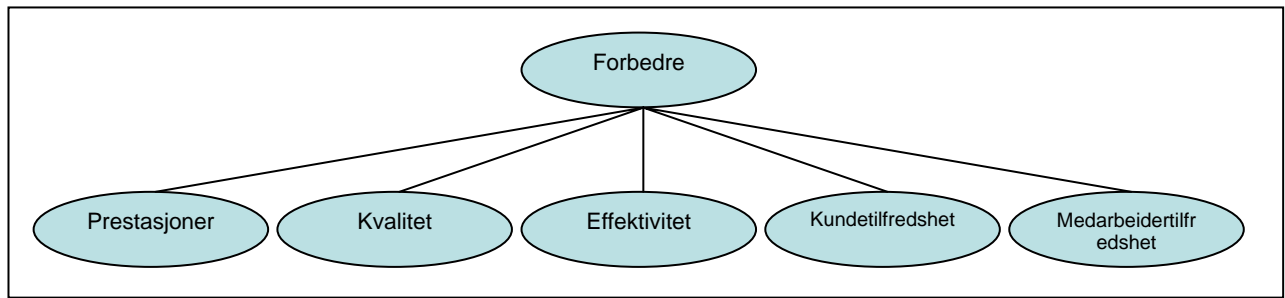 Forbedre
Prestasjoner
Kvalitet
Effektivitet
Kundetilfredshet
Medarbeidertilfr
edshet